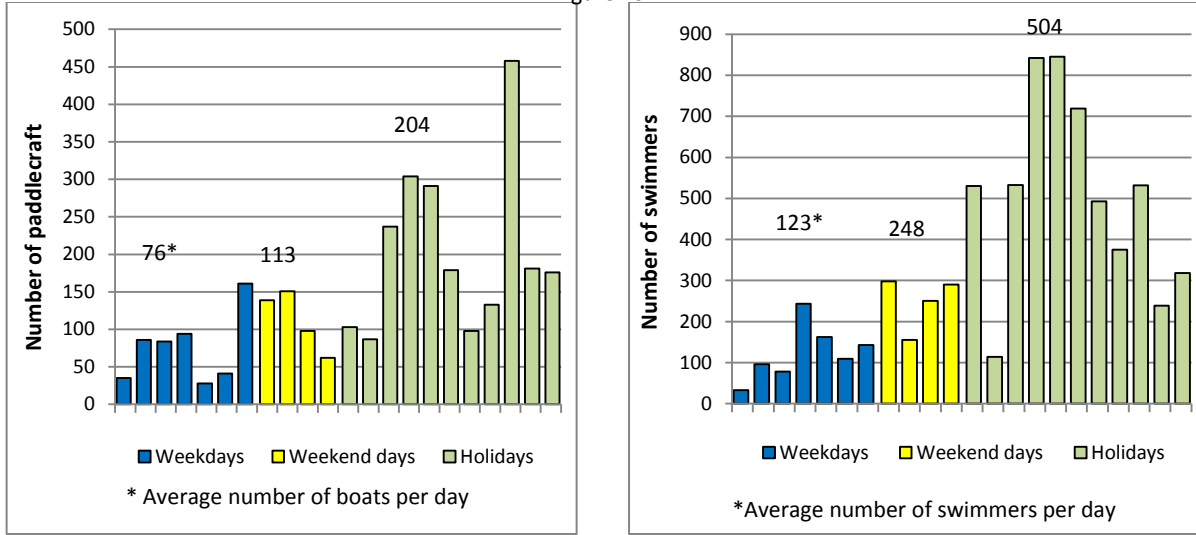 Number of paddlecraft
500
450
400
350
300
250
200
150
100
50
0
76*
113
204
Weekdays
Weekend days
Holidays
* Average number of boats per day
Number of swimmers
900
800
700
600
500
400
300
200
100
0
123*
248
504
Weekdays
Weekend days
Holidays
*Average number of swimmers per day